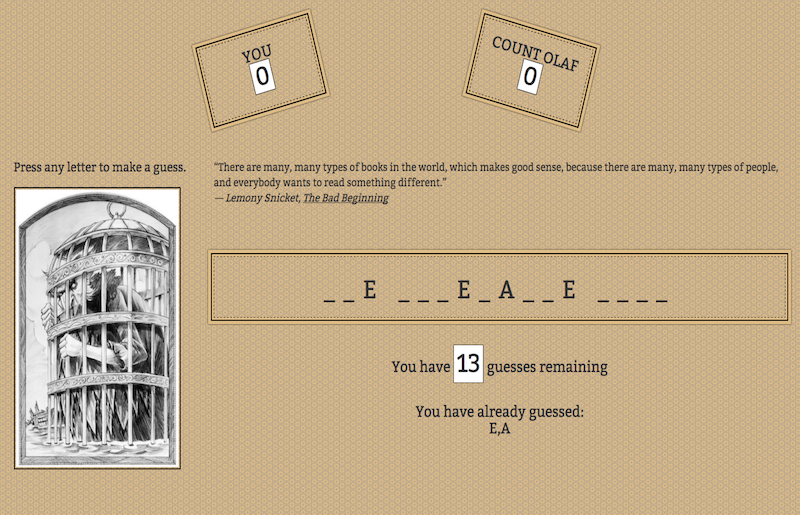 YOU
0
COUNT OLAF
0
Press any letter to make a guess.
“There are many, many types of books in the world, which makes good sense, because there are many, many types of people,
and everybody wants to read something different.”
— Lemony Snicket, The Bad Beginning
_ _ E _ _ _ E _ A _ _ E _ _ _ _
You have 13 guesses remaining
You have already guessed:
E,A